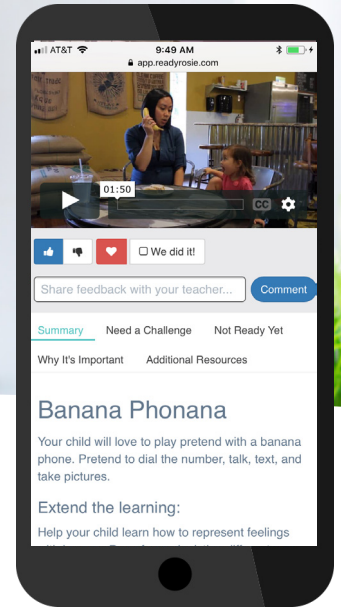 AT&T 9:49 AM
app.readyrosie.com
01:50
CC
We did it!
Share feedback with your teacher... Comment
Summary Need a Challenge Not Ready Yet
Why It's Important Additional Resources
Banana Phonana
Your child will love to play pretend with a banana
phone. Pretend to dial the number, talk, text, and
take pictures.
Extend the learning:
Help your child learn how to represent feelings